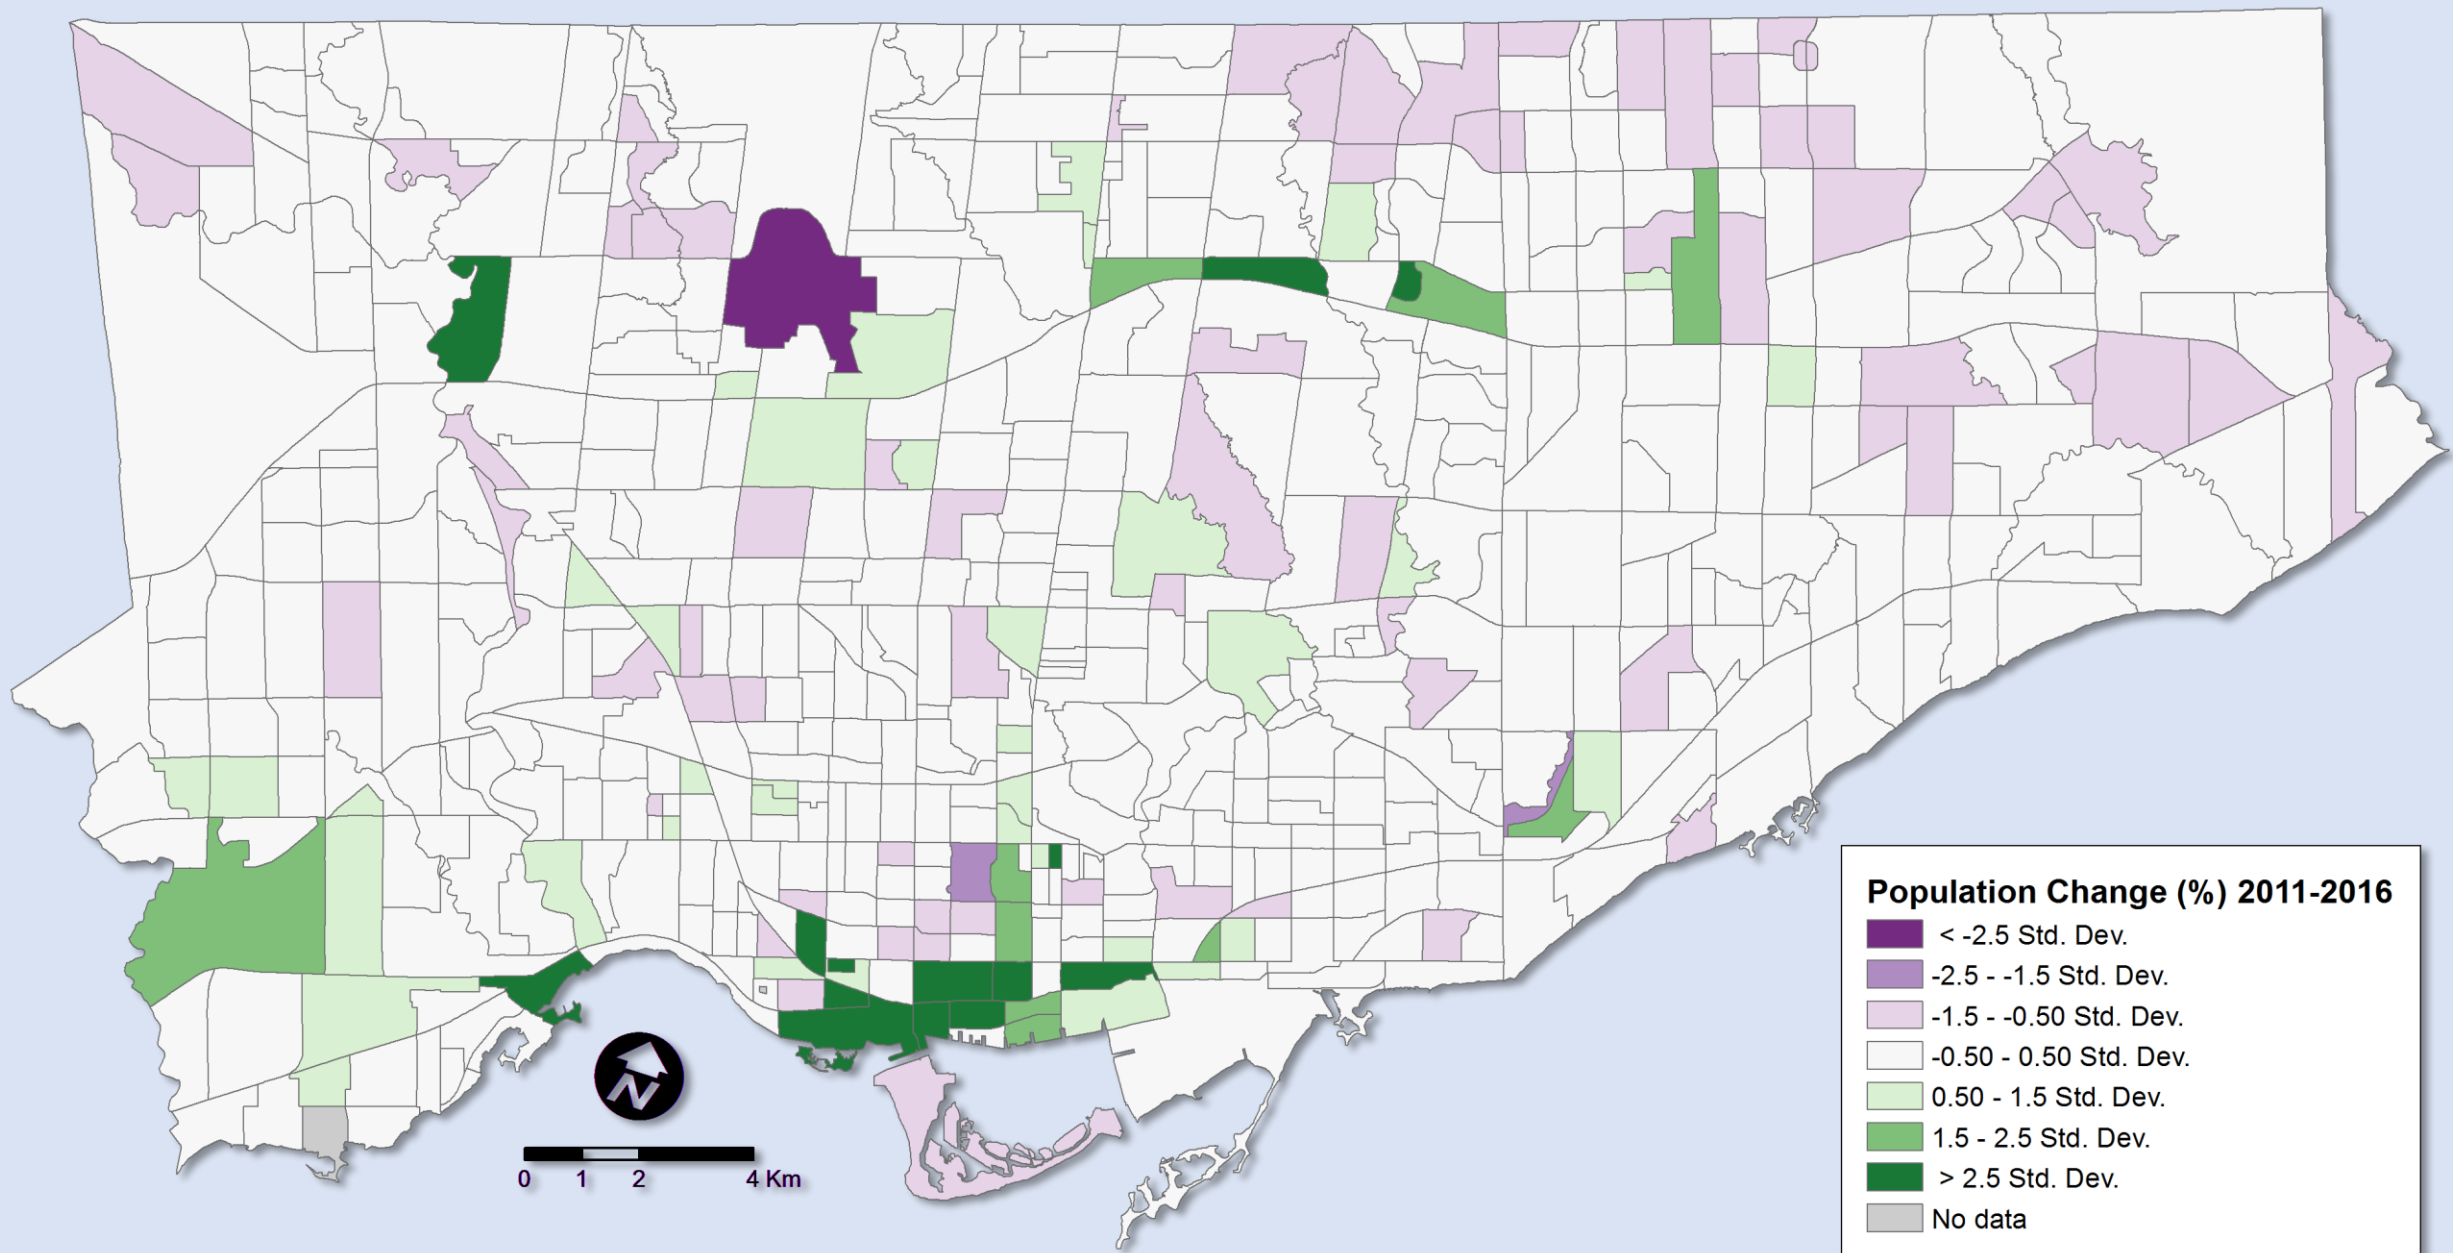 N
0 1 2 4 Km
Population Change (%) 2011-2016
< -2.5 Std. Dev.
-2.5 - -1.5 Std. Dev.
-1.5 - -0.50 Std. Dev.
-0.50 - 0.50 Std. Dev.
0.50 - 1.5 Std. Dev.
1.5 - 2.5 Std. Dev.
> 2.5 Std. Dev.
No data